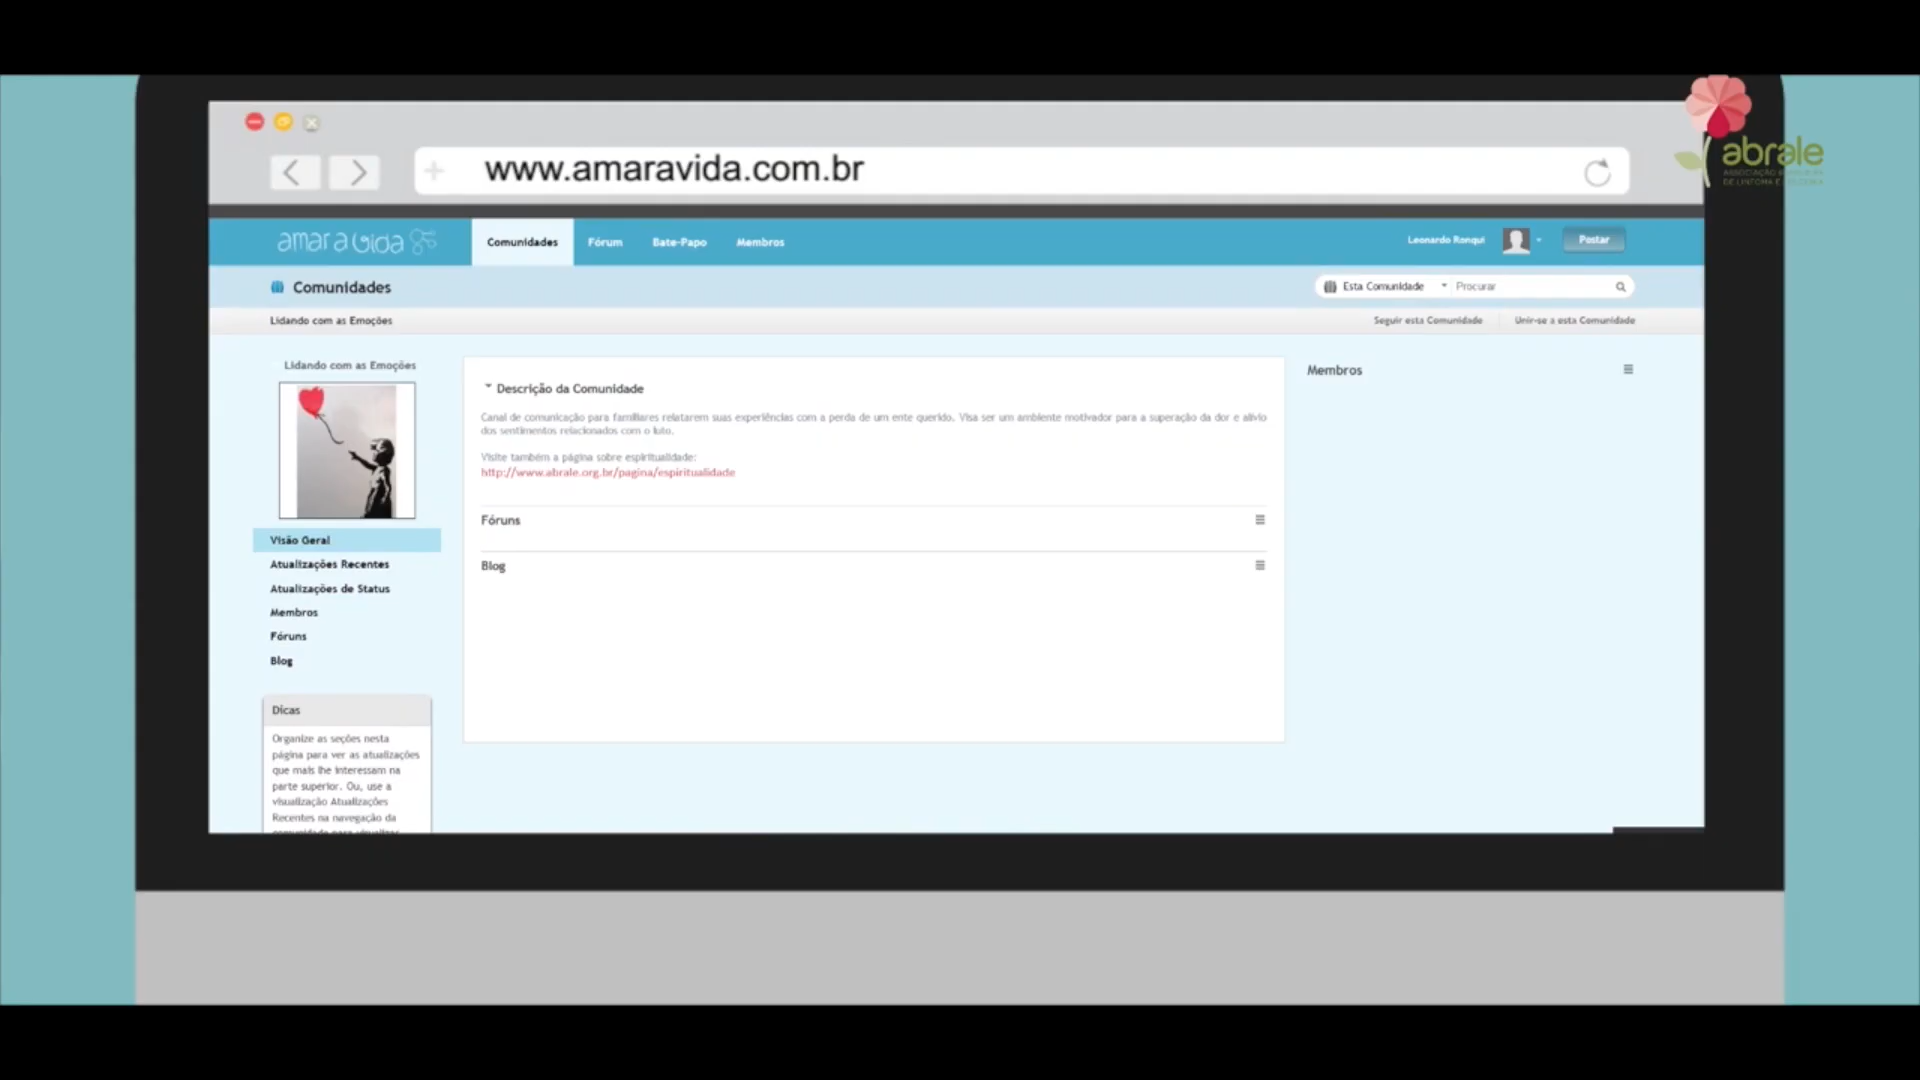 www.amaravida.com.br
abrale
DE LINFOMA E
amar a vida
Comunidades
Fórum
Bate-Papo
Membros
Leonardo Ronqui
Postar
Comunidades
Esta Comunidade
Procurar
Lidando com as Emoções
Seguir esta Comunidade
Unir-se a esta Comunidade
Lidando com as Emoções
Visão Geral
Atualizações Recentes
Atualizações de Status
Membros
Fóruns
Blog
Dicas
Organize as seções nesta
página para ver as atualizações
que mais lhe interessam na
parte superior. Ou, use a
visualização Atualizações
Recentes na navegação da
comunidade para visualizar
Descrição da Comunidade
Canal de comunicação para familiares relatarem suas experiências com a perda de um ente querido. Visa ser um ambiente motivador para a superação da dor e alívio
dos sentimentos relacionados com o luto.
Visite também a página sobre espiritualidade:
http://www.abrale.org.br/pagina/espiritualidade
Fóruns
Blog
Membros